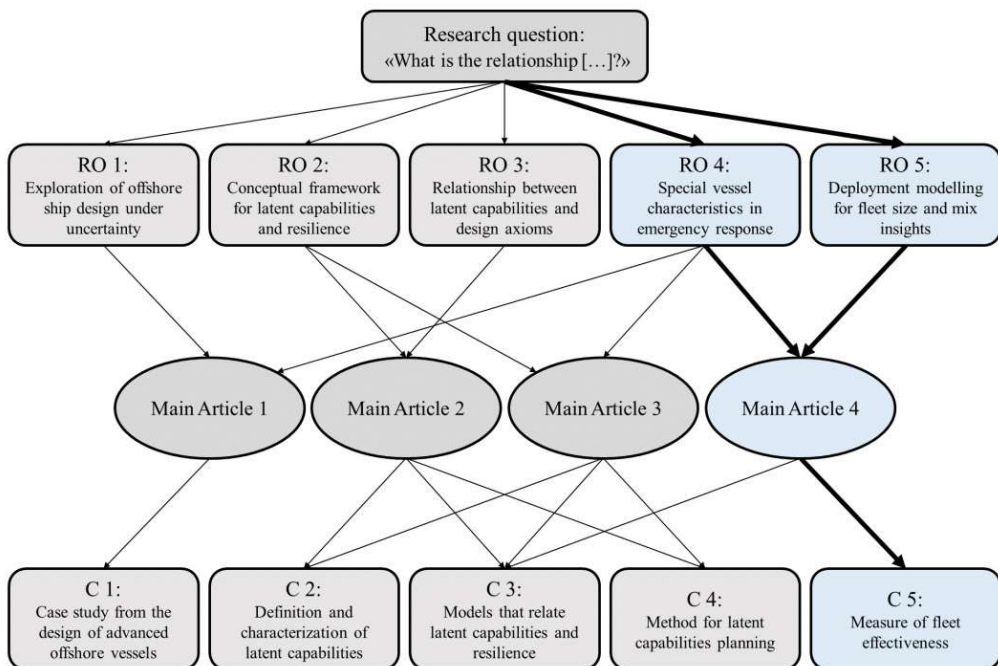 Research question:
«What is the relationship […]?»
RO 1:
Exploration of offshore
ship design under
uncertainty
RO 2:
Conceptual framework
for latent capabilities
and resilience
RO 3:
Relationship between
latent capabilities and
design axioms
RO 4:
Special vessel
characteristics in
emergency response
RO 5:
Deployment modelling
for fleet size and mix
insights
Main Article 1
Main Article 2
Main Article 3
Main Article 4
C 1:
Case study from the
design of advanced
offshore vessels
C 2:
Definition and
characterization of
latent capabilities
C 3:
Models that relate
latent capabilities and
resilience
C 4:
Method for latent
capabilities planning
C 5:
Measure of fleet
effectiveness